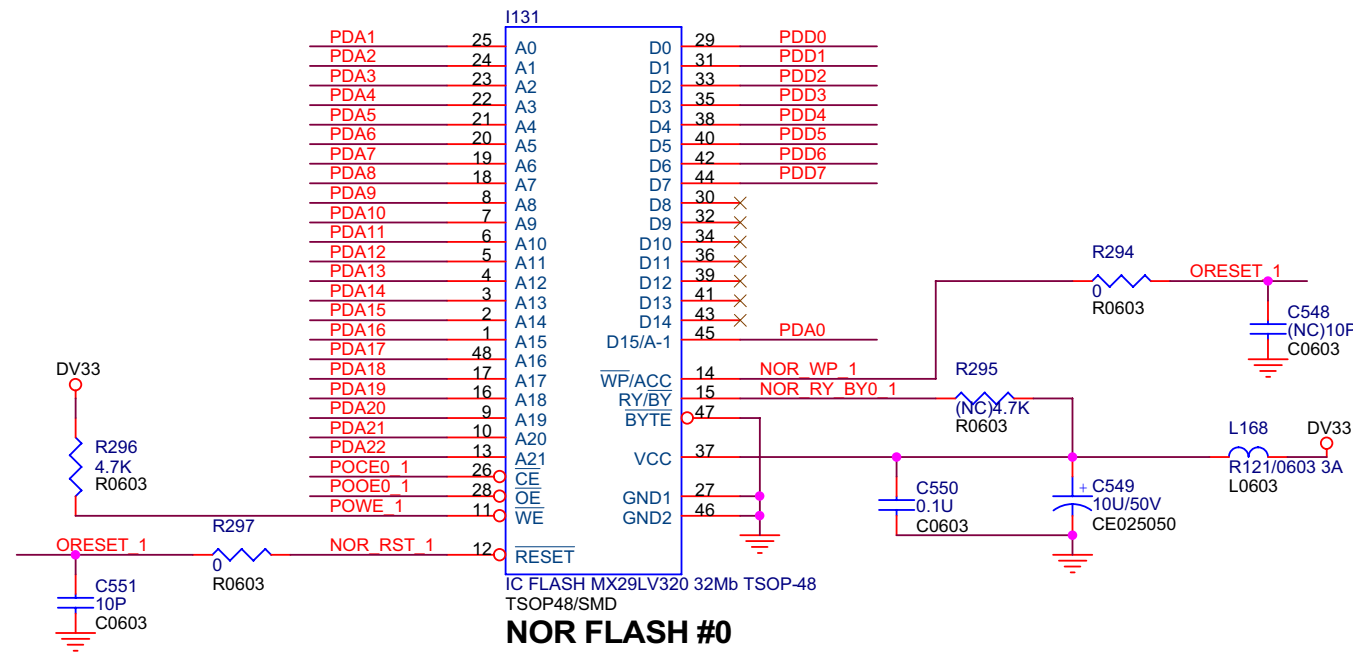 I131
PDA1 25 A0 D0 29 PDD0
PDA2 24 A1 D1 31 PDD1
PDA3 23 A2 D2 33 PDD2
PDA4 22 A3 D3 35 PDD3
PDA5 21 A4 D4 38 PDD4
PDA6 20 A5 D5 40 PDD5
PDA7 19 A6 D6 42 PDD6
PDA8 18 A7 D7 44 PDD7
PDA9 8 A8 D8 30
PDA10 7 A9 D9 32
PDA11 6 A10 D10 34
PDA12 5 A11 D11 36
PDA13 4 A12 D12 39
PDA14 3 A13 D13 41
PDA15 2 A14 D14 43
PDA16 1 A15 D15/A-1 45 PDA0
PDA17 48 A16
PDA18 17 A17 WP/ACC 14 NOR_WP_1
PDA19 16 A18 RY/BY 15 NOR_RY_BY0_1
PDA20 9 A19 BYTE 47
PDA21 10 A20
PDA22 13 A21 VCC 37
POCE0_1 26 CE
POOE0_1 28 OE GND1 27
POWE_1 11 WE GND2 46
NOR_RST_1 12 RESET
R294
0
R0603
ORESET_1
C548
(NC)10P
C0603
R295
(NC)4.7K
R0603
L168
R121/0603 3A
L0603
DV33
C550
0.1U
C0603
+
C549
10U/50V
CE025050
DV33
R296
4.7K
R0603
ORESET_1
R297
0
R0603
C551
10P
C0603
IC FLASH MX29LV320 32Mb TSOP-48
TSOP48/SMD
NOR FLASH #0